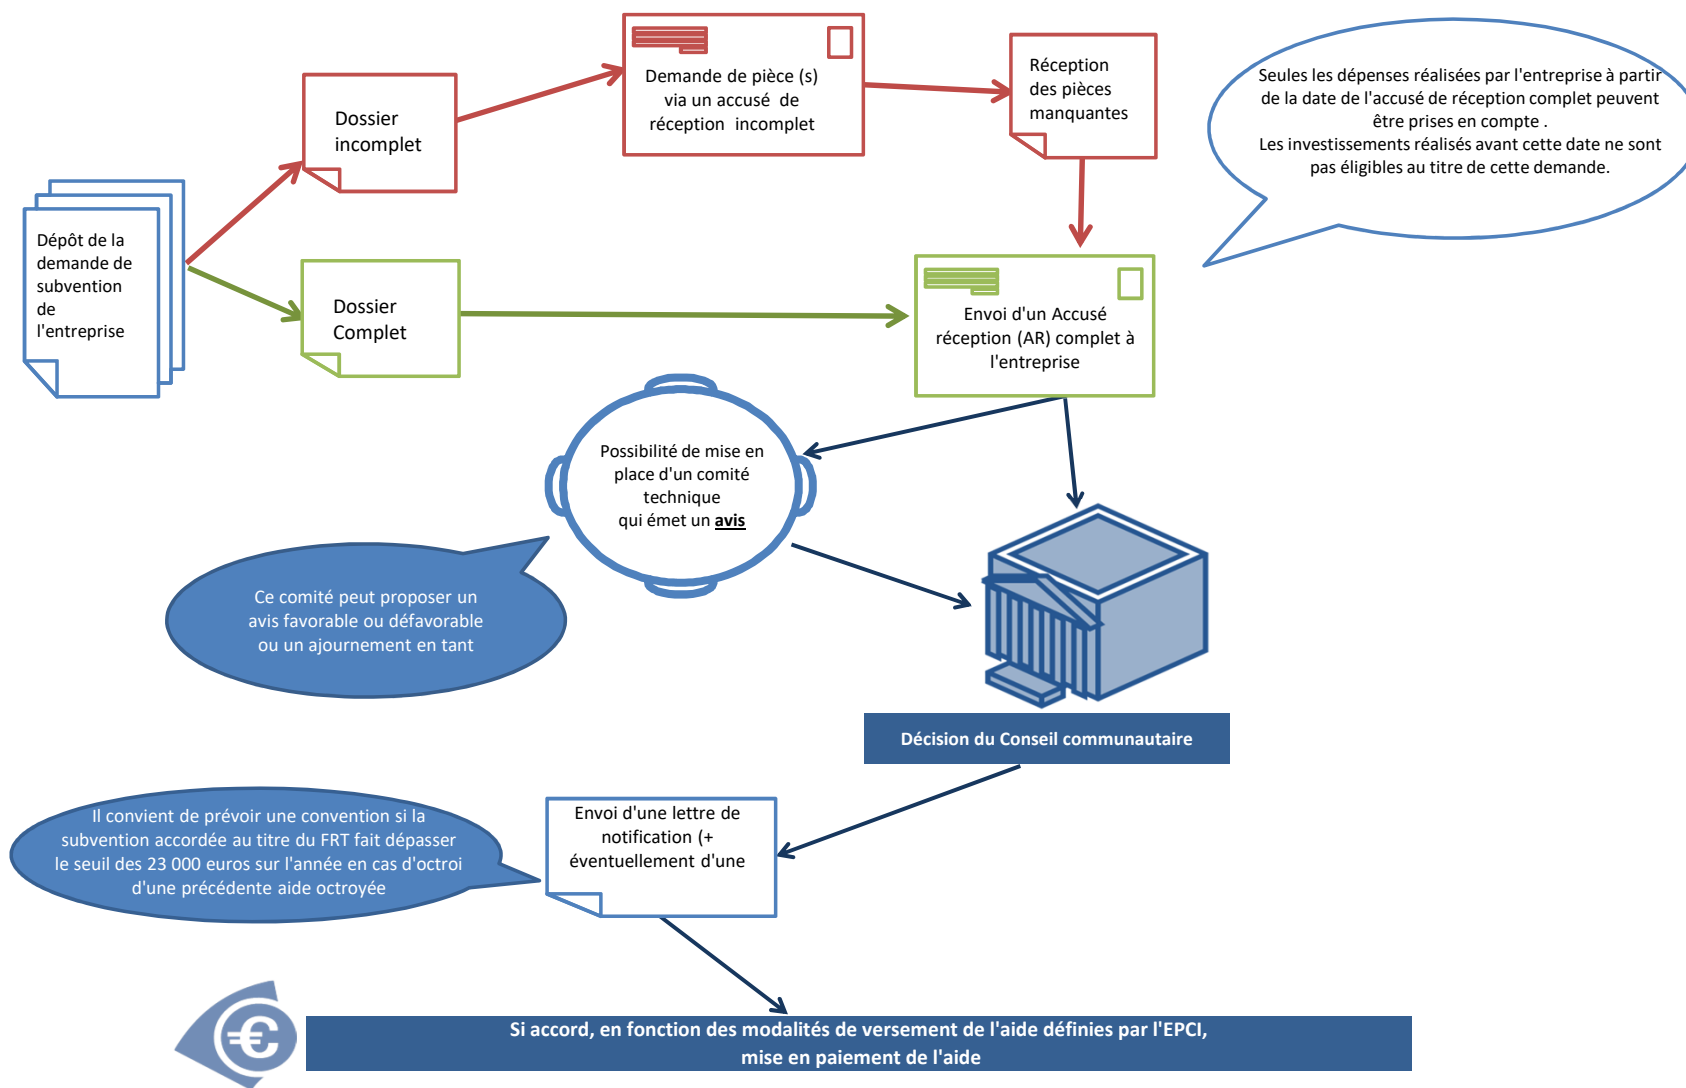 Demande de pièce (s)
via un accusé de
réception incomplet
Réception
des pièces
manquantes
Seules les dépenses réalisées par l'entreprise à partir
de la date de l'accusé de réception complet peuvent
être prises en compte .
Les investissements réalisés avant cette date ne sont
pas éligibles au titre de cette demande.
Dossier
incomplet
Dépôt de la
demande de
subvention
de
l'entreprise
Dossier
Complet
Envoi d'un Accusé
réception (AR) complet à
l'entreprise
Possibilité de mise en
place d'un comité
technique
qui émet un avis
Ce comité peut proposer un
avis favorable ou défavorable
ou un ajournement en tant
Décision du Conseil communautaire
Il convient de prévoir une convention si la
subvention accordée au titre du FRT fait dépasser
le seuil des 23 000 euros sur l'année en cas d'octroi
d'une précédente aide octroyée
Envoi d'une lettre de
notification (+
éventuellement d'une
€
Si accord, en fonction des modalités de versement de l'aide définies par l'EPCI,
mise en paiement de l'aide